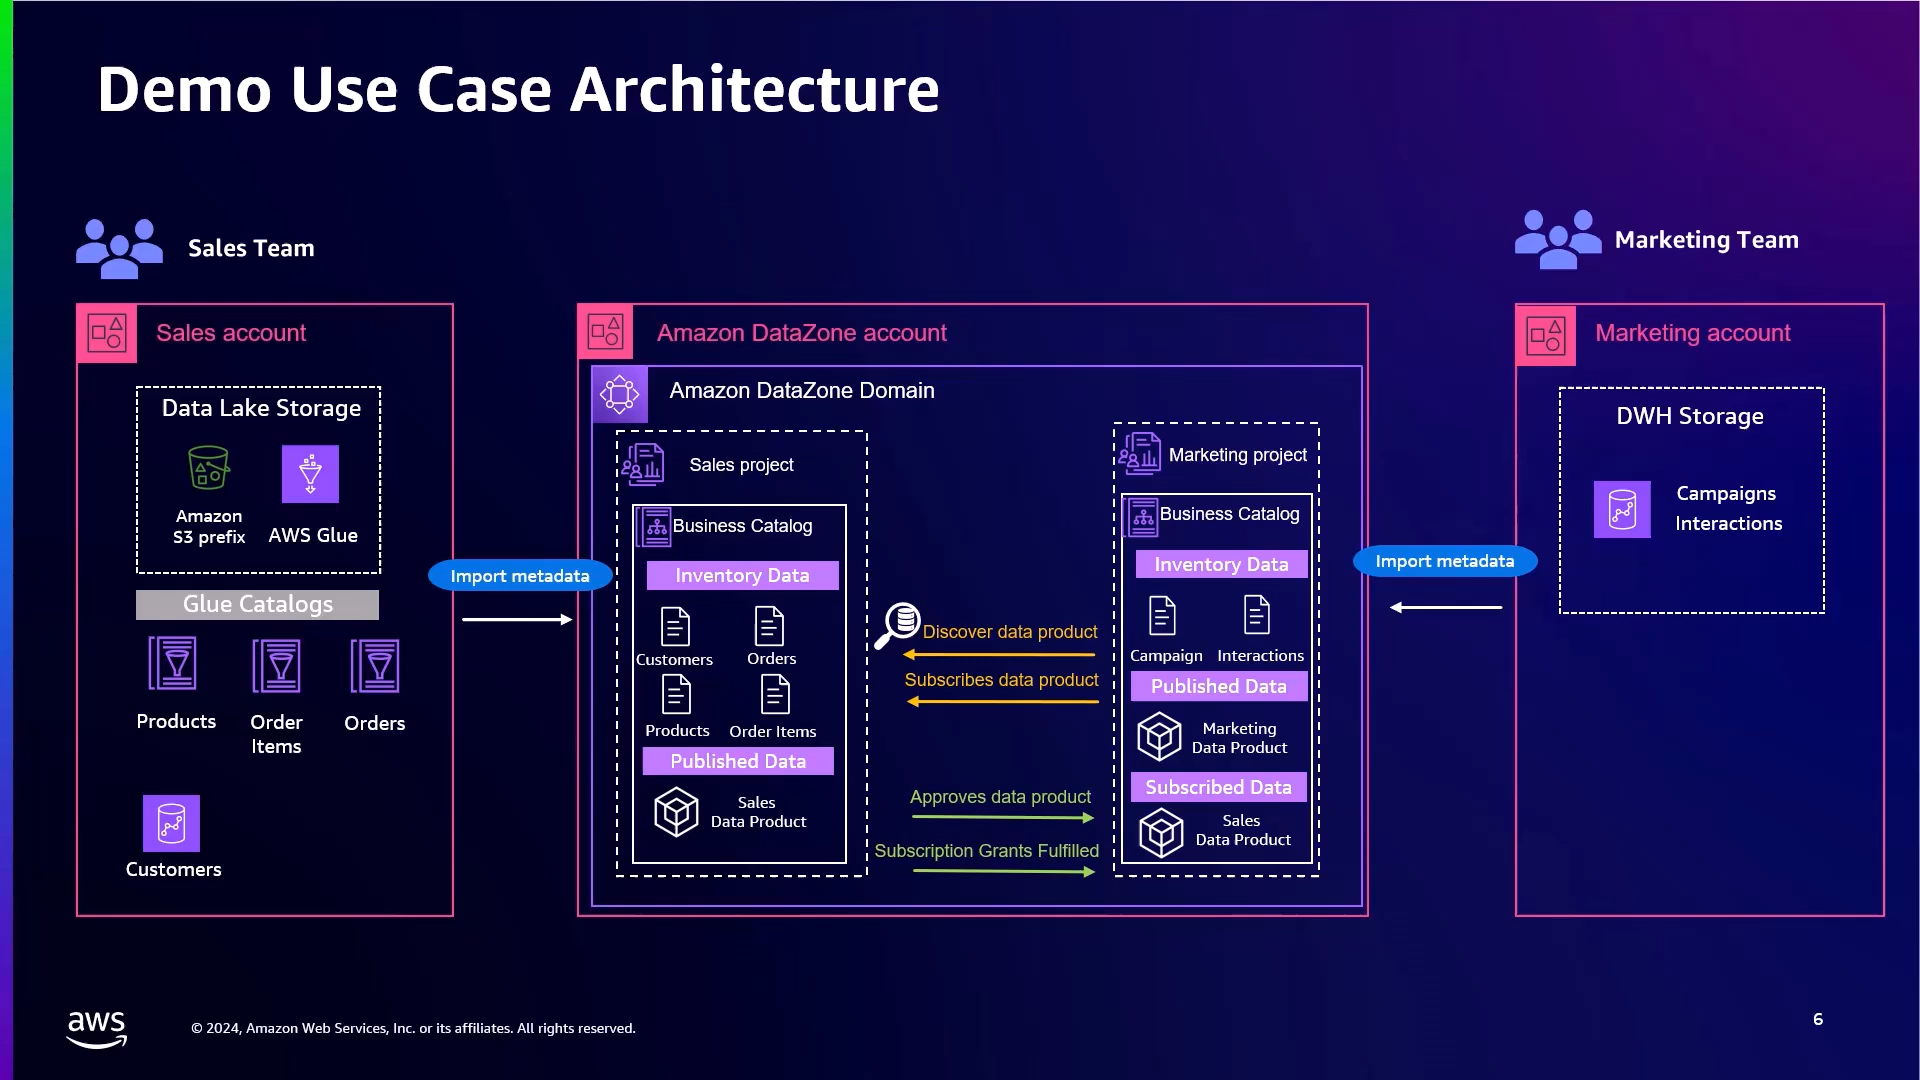 Demo Use Case Architecture
Sales Team
Marketing Team
Sales account
Data Lake Storage
Amazon
S3 prefix
AWS Glue
Glue Catalogs
Products
Order
Items
Orders
Customers
Import metadata
Amazon DataZone account
Amazon DataZone Domain
Sales project
Business Catalog
Inventory Data
Customers
Orders
Products
Order Items
Published Data
Sales
Data Product
Discover data product
Subscribes data product
Approves data product
Subscription Grants Fulfilled
Marketing project
Business Catalog
Inventory Data
Campaign
Interactions
Published Data
Marketing
Data Product
Subscribed Data
Sales
Data Product
Import metadata
Marketing account
DWH Storage
Campaigns
Interactions
aws
© 2024, Amazon Web Services, Inc. or its affiliates. All rights reserved.
6